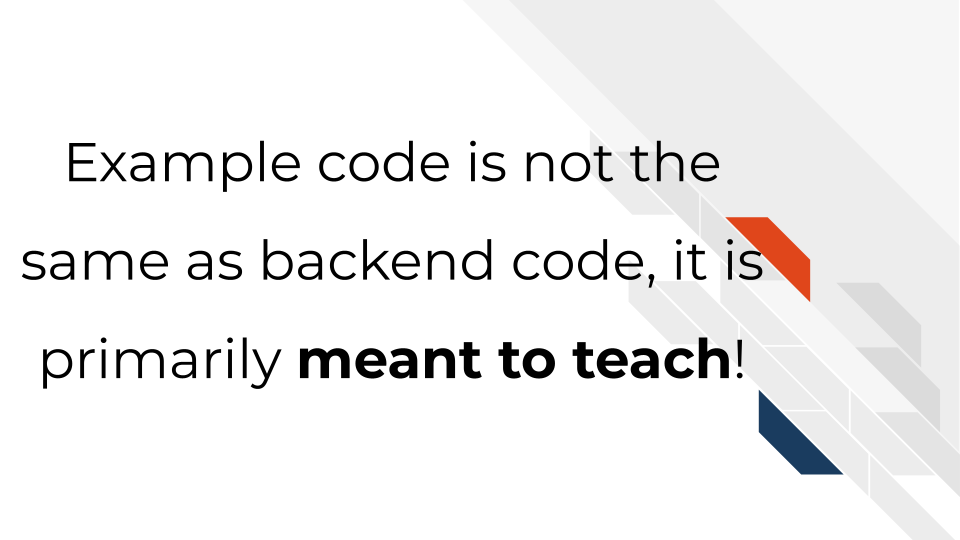 Example code is not the
same as backend code, it is
primarily meant to teach!